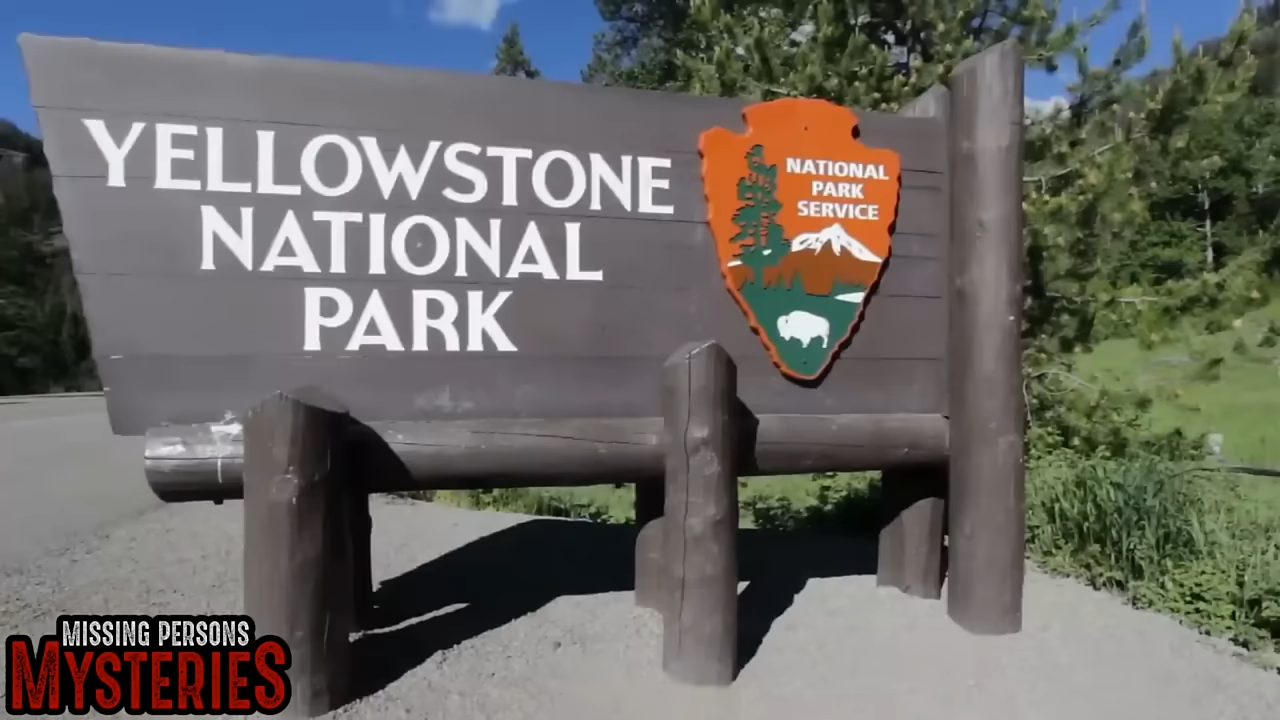 YELLOWSTONE
NATIONAL
PARK
NATIONAL
PARK
SERVICE
MISSING PERSONS
MYSTERIES